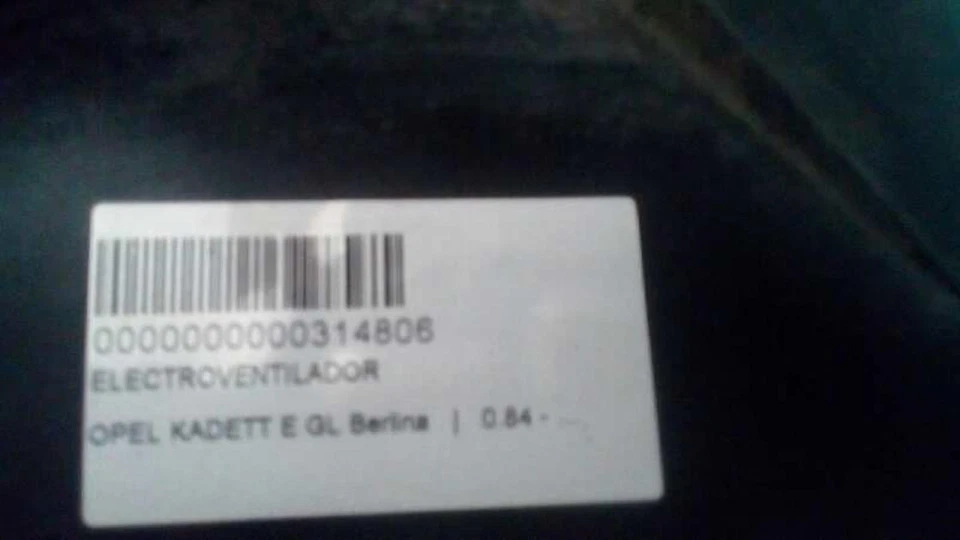 0000000000314806
ELECTROVENTILADOR
OPEL KADETT E GL Berlina | 0.84 -